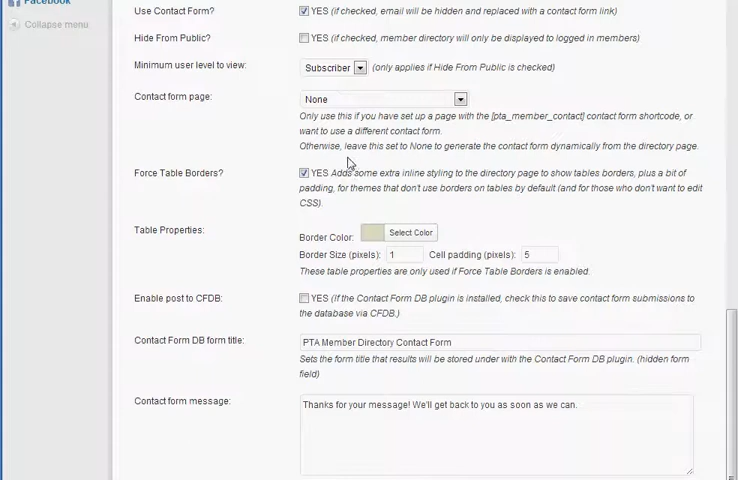 Facebook
Collapse menu
Use Contact Form? YES (if checked, email will be hidden and replaced with a contact form link)
Hide From Public? YES (if checked, member directory will only be displayed to logged in members)
Minimum user level to view: Subscriber (only applies if Hide From Public is checked)
Contact form page: None
Only use this if you have set up a page with the [pta_member_contact] contact form shortcode, or
want to use a different contact form.
Otherwise, leave this set to None to generate the contact form dynamically from the directory page.
Force Table Borders? YES Adds some extra inline styling to the directory page to show tables borders, plus a bit of
padding, for themes that don't use borders on tables by default (and for those who don't want to edit
CSS).
Table Properties:
Border Color: Select Color
Border Size (pixels): 1 Cell padding (pixels): 5
These table properties are only used if Force Table Borders is enabled.
Enable post to CFDB: YES (if the Contact Form DB plugin is installed, check this to save contact form submissions to
the database via CFDB.)
Contact Form DB form title: PTA Member Directory Contact Form
Sets the form title that results will be stored under with the Contact Form DB plugin. (hidden form
field)
Contact form message: Thanks for your message! We'll get back to you as soon as we can.